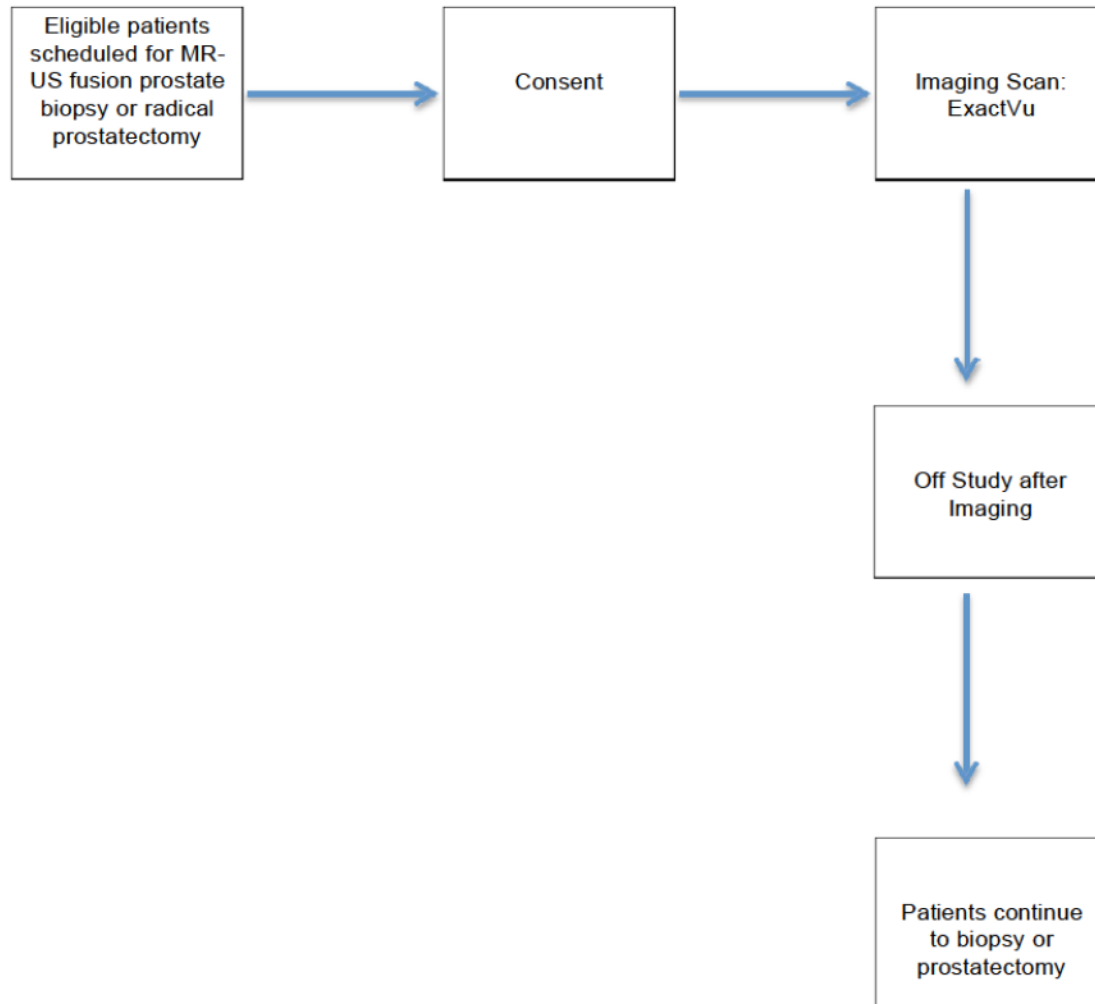 Eligible patients
scheduled for MR-
US fusion prostate
biopsy or radical
prostatectomy
Consent
Imaging Scan:
ExactVu
Off Study after
Imaging
Patients continue
to biopsy or
prostatectomy